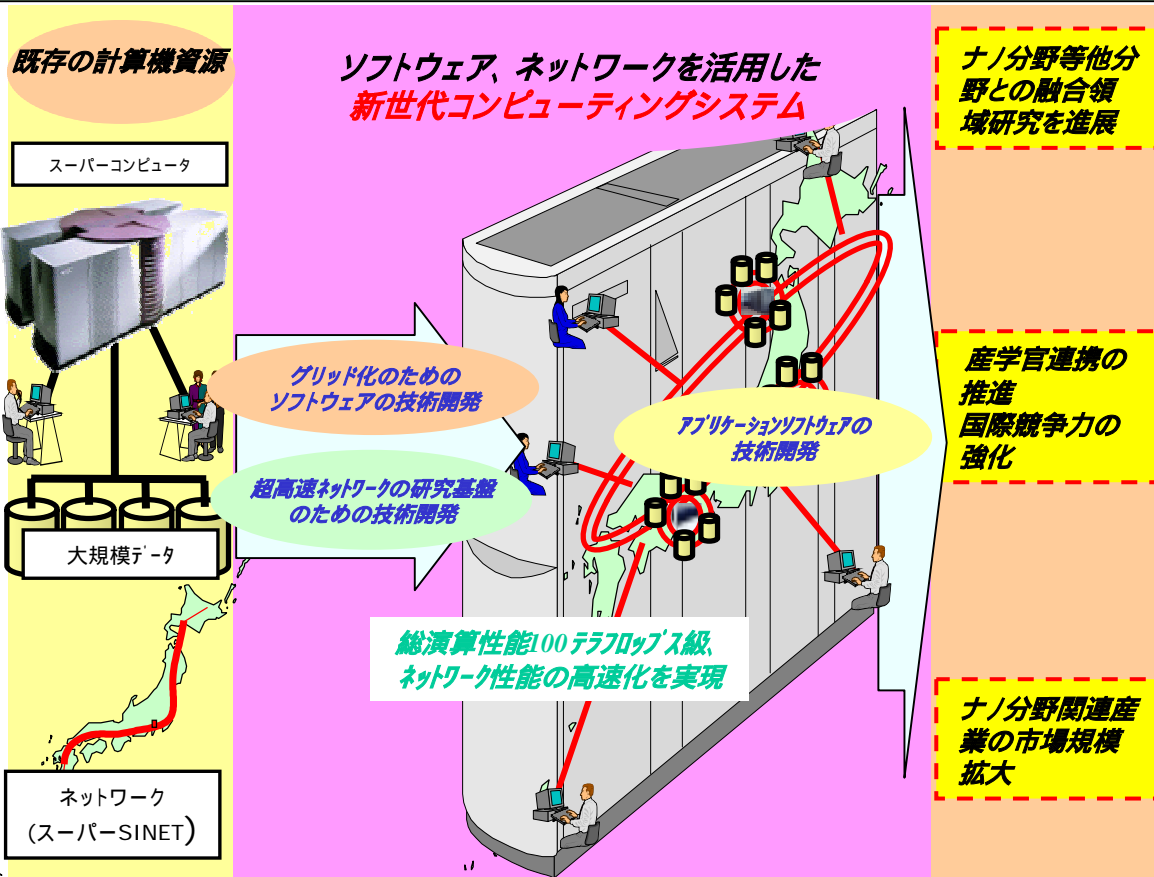 既存の計算機資源
スーパーコンピュータ
大規模データ
ネットワーク
(スーパーSINET)
ソフトウェア、ネットワークを活用した
新世代コンピューティングシステム
グリッド化のための
ソフトウェアの技術開発
超高速ネットワークの研究基盤
のための技術開発
アプリケーションソフトウェアの
技術開発
総演算性能100テラフロップス級、
ネットワーク性能の高速化を実現
ナノ分野等他分
野との融合領
域研究を進展
産学官連携の
推進
国際競争力の
強化
ナノ分野関連産
業の市場規模
拡大